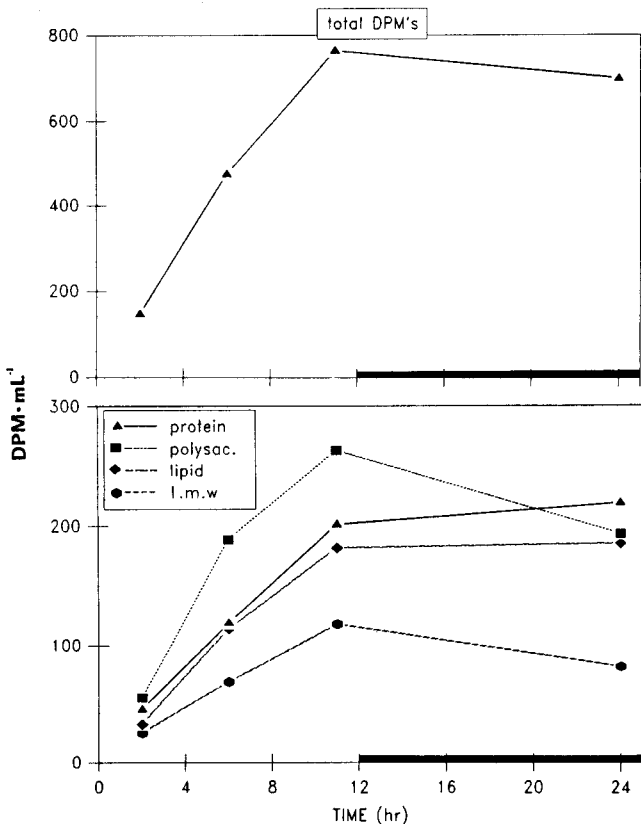 total DPM's
800
600
400
200
0
DPM·mL⁻¹
300
200
100
0
protein
polysac.
lipid
l.m.w
0 4 8 12 16 20 24
TIME (hr)